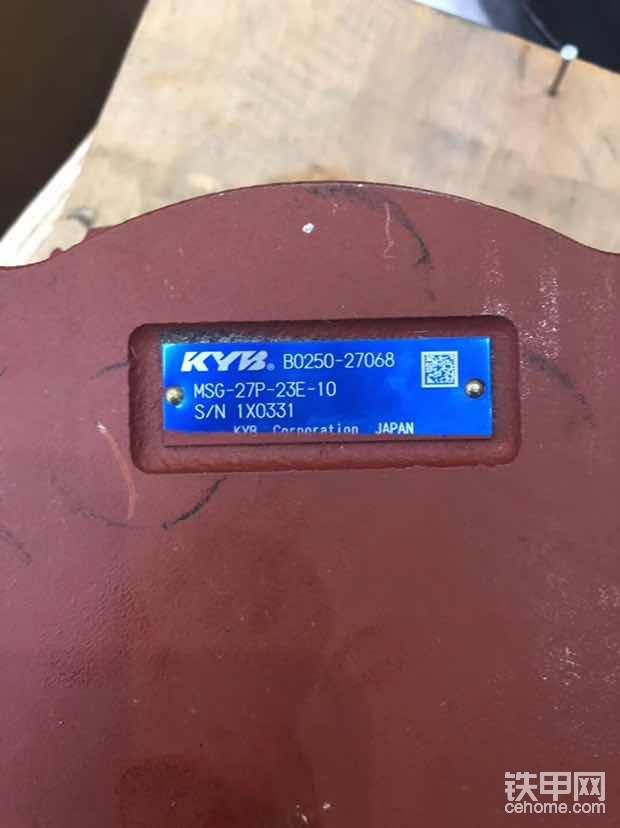 KYB. B0250-27068
MSG-27P-23E-10
S/N 1X0331
KYB Corporation JAPAN
铁甲网
cehome.com